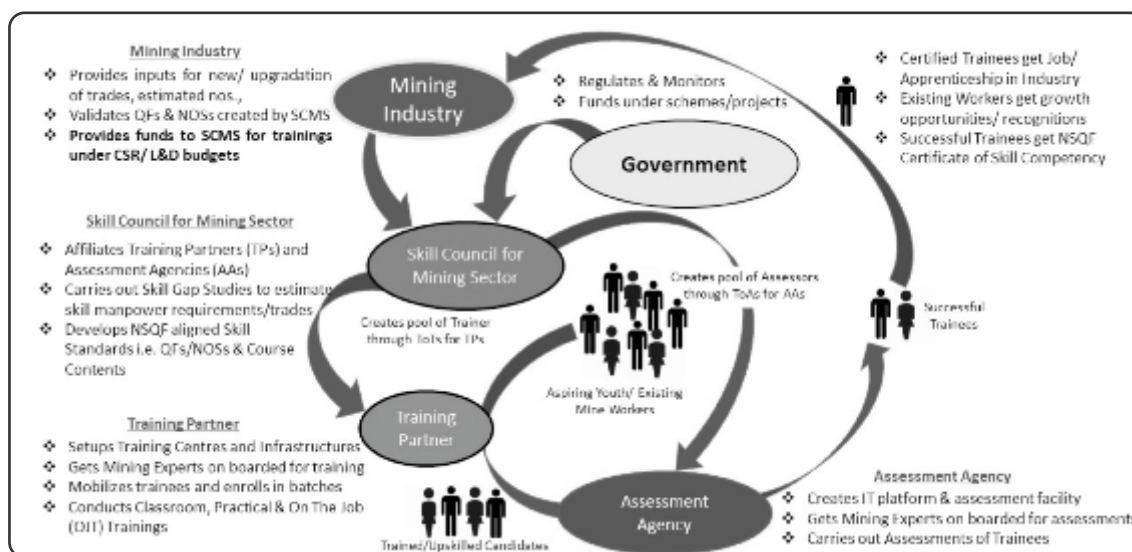 Mining Industry
❖ Provides inputs for new/ upgradation
of trades, estimated nos.,
❖ Validates QFs & NOSs created by SCMS
❖ Provides funds to SCMS for trainings
under CSR/ L&D budgets
Mining
Industry
❖ Regulates & Monitors
❖ Funds under schemes/projects
❖ Certified Trainees get Job/
Apprenticeship in Industry
❖ Existing Workers get growth
opportunities/ recognitions
❖ Successful Trainees get NSQF
Certificate of Skill Competency
Government
Skill Council for Mining Sector
❖ Affiliates Training Partners (TPs) and
Assessment Agencies (AAs)
❖ Carries out Skill Gap Studies to estimate
skill manpower requirements/trades
❖ Develops NSQF aligned Skill
Standards i.e. QFs/NOSs & Course
Contents
Skill Council for
Mining Sector
Creates pool of Trainer
through ToTs for TPs
Creates pool of Assessors
through ToAs for AAs
Successful
Trainees
Aspiring Youth/ Existing
Mine Workers
Training Partner
❖ Setups Training Centres and Infrastructures
❖ Gets Mining Experts on boarded for training
❖ Mobilizes trainees and enrolls in batches
❖ Conducts Classroom, Practical & On The Job
(OJT) Trainings
Training
Partner
Trained/Upskilled Candidates
Assessment
Agency
Assessment Agency
❖ Creates IT platform & assessment facility
❖ Gets Mining Experts on boarded for assessments
❖ Carries out Assessments of Trainees